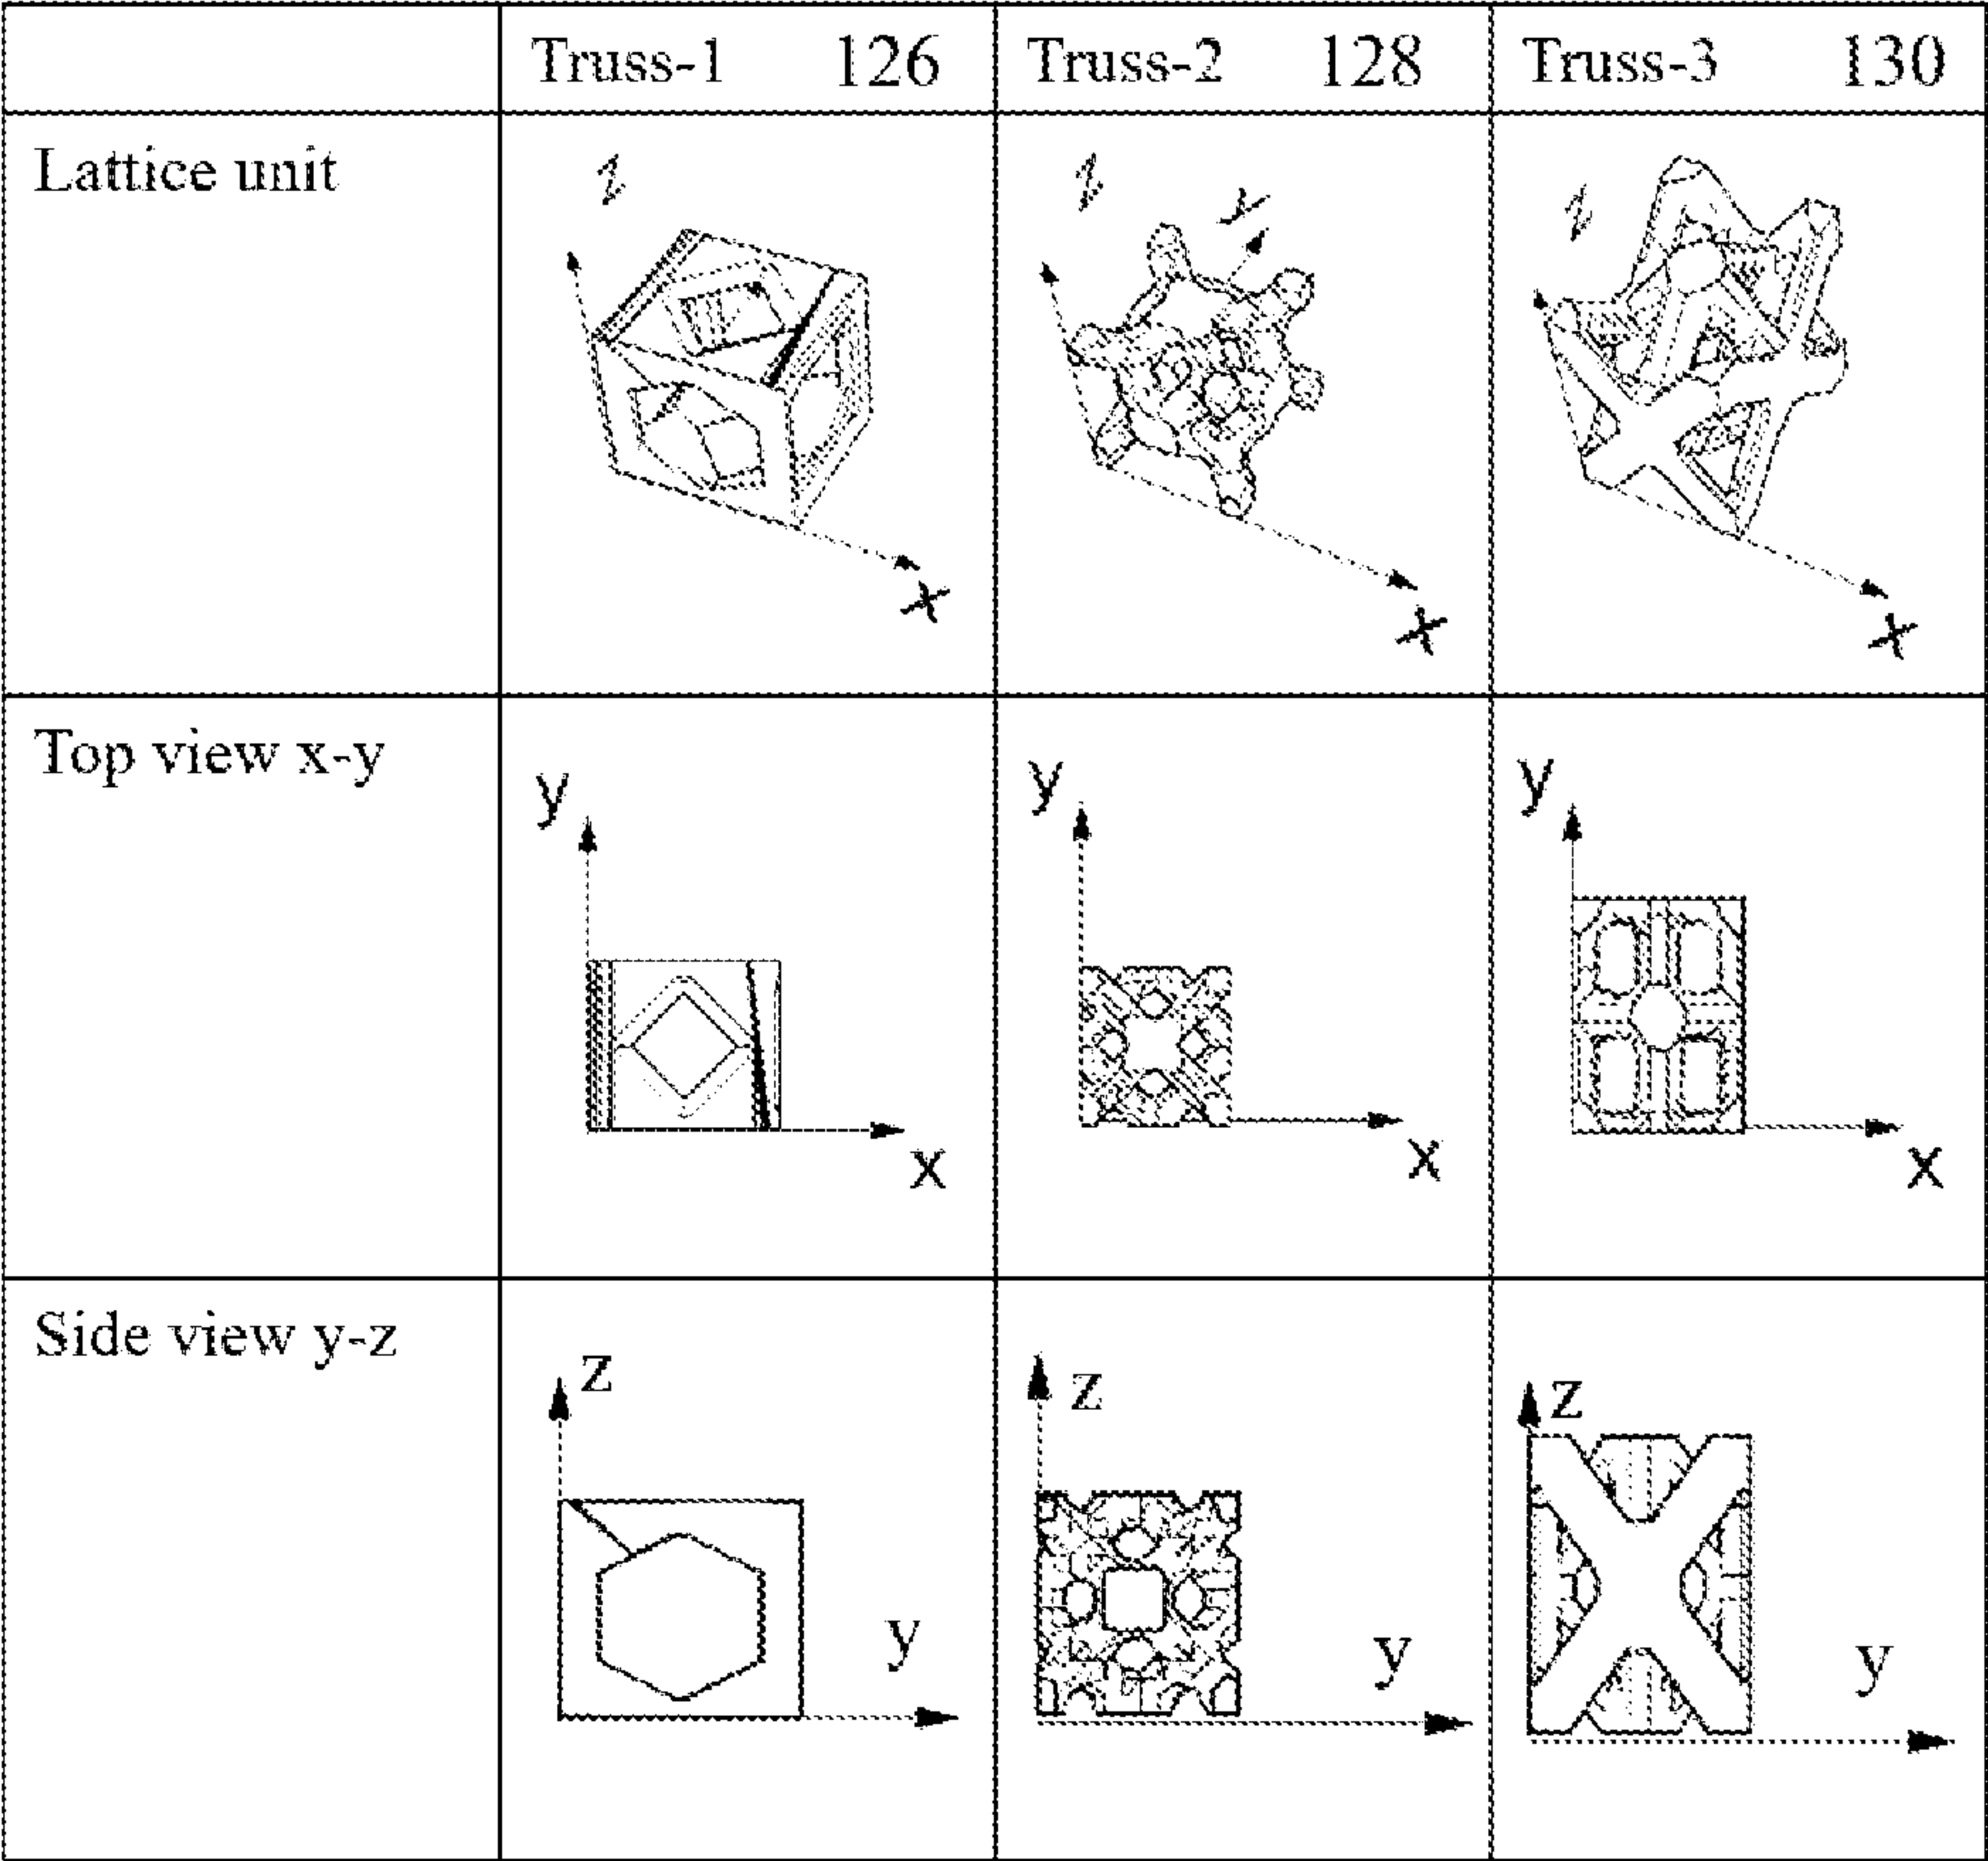 Truss-1 126 Truss-2 128 Truss-3 130
Lattice unit
z z y z
x x x
Top view x-y
y y y
x x x
Side view y-z
z z z
y y y